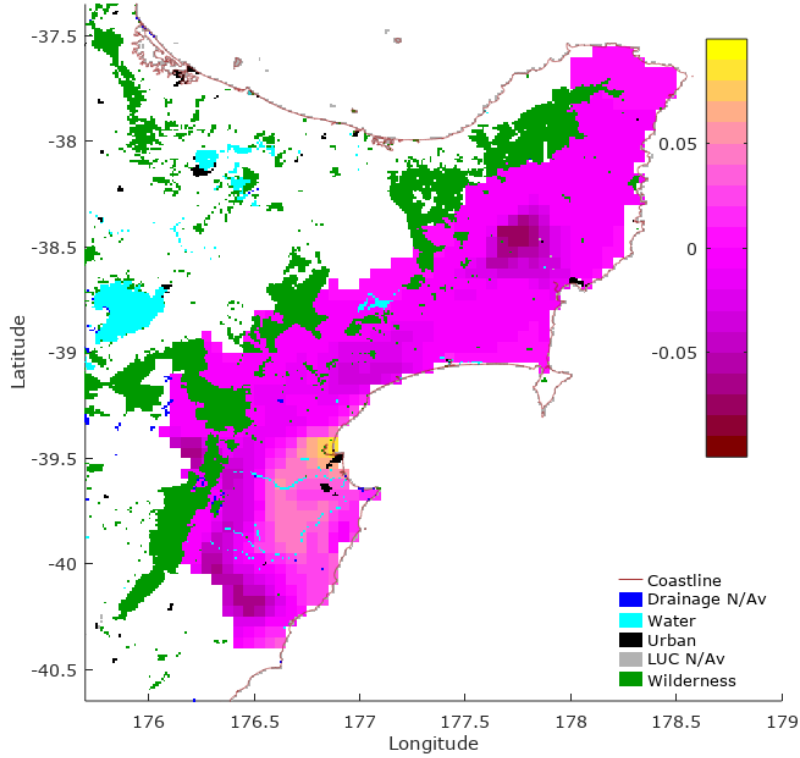 -37.5
-38
-38.5
-39
-39.5
-40
-40.5
Latitude
176
176.5
177
177.5
178
178.5
179
Longitude
0.05
0
-0.05
Coastline
Drainage N/Av
Water
Urban
LUC N/Av
Wilderness